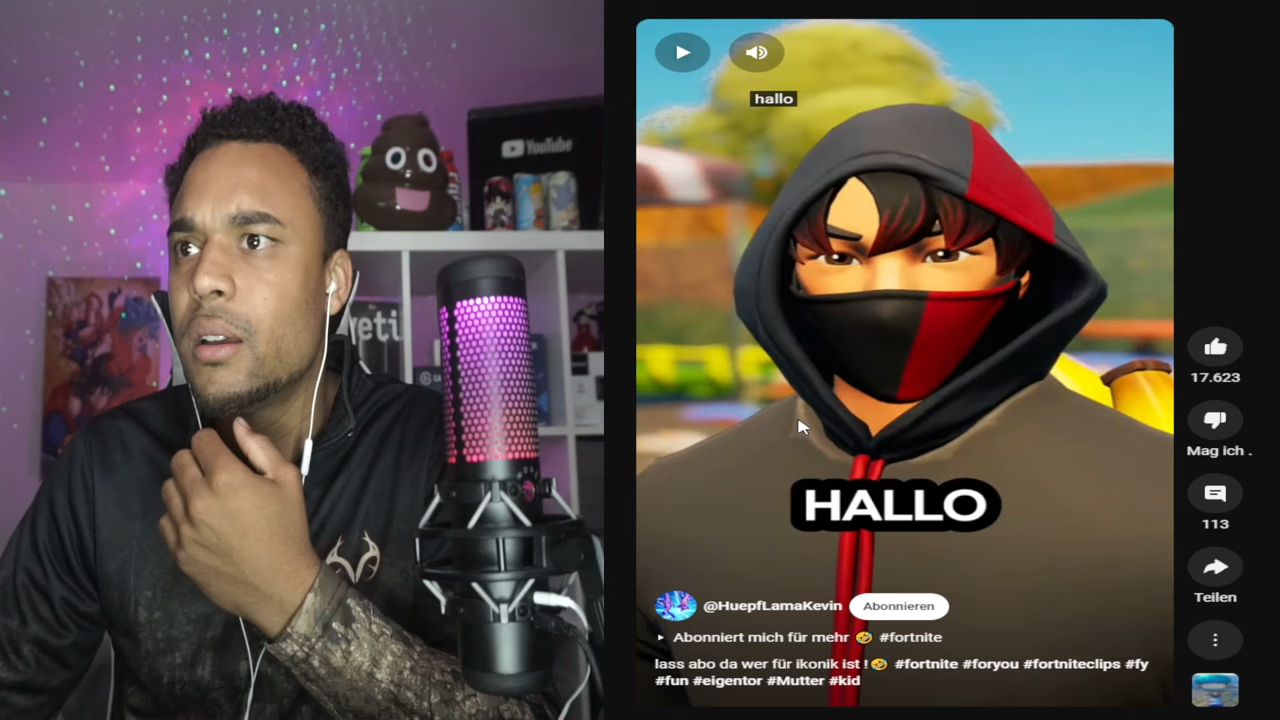 YouTube
yeti
hallo
HALLO
17.623
Mag ich .
113
Teilen
@HuepfLamaKevin
Abonnieren
Abonniert mich für mehr 🤣 #fortnite
lass abo da wer für ikonik ist !🤣 #fortnite #foryou #fortniteclips #fy
#fun #eigentor #Mutter #kid